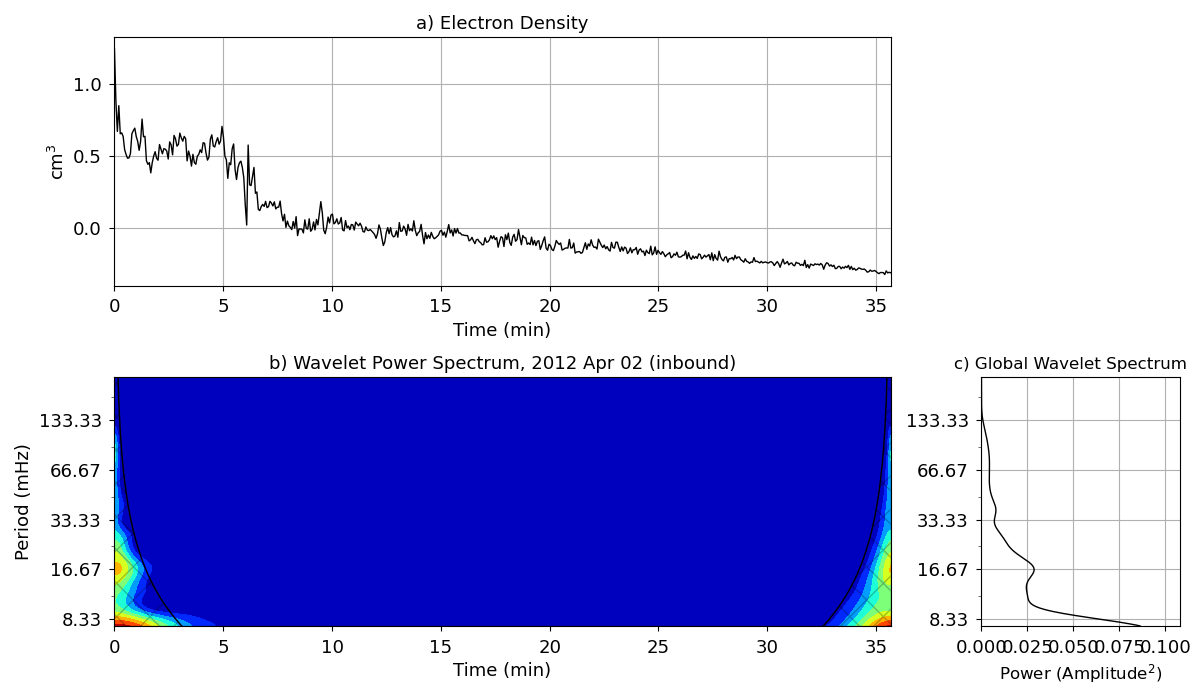 a) Electron Density
1.0
0.5
0.0
cm³
0 5 10 15 20 25 30 35
Time (min)
b) Wavelet Power Spectrum, 2012 Apr 02 (inbound)
133.33
66.67
33.33
16.67
8.33
Period (mHz)
0 5 10 15 20 25 30 35
Time (min)
c) Global Wavelet Spectrum
133.33
66.67
33.33
16.67
8.33
0.000 0.025 0.050 0.075 0.100
Power (Amplitude²)